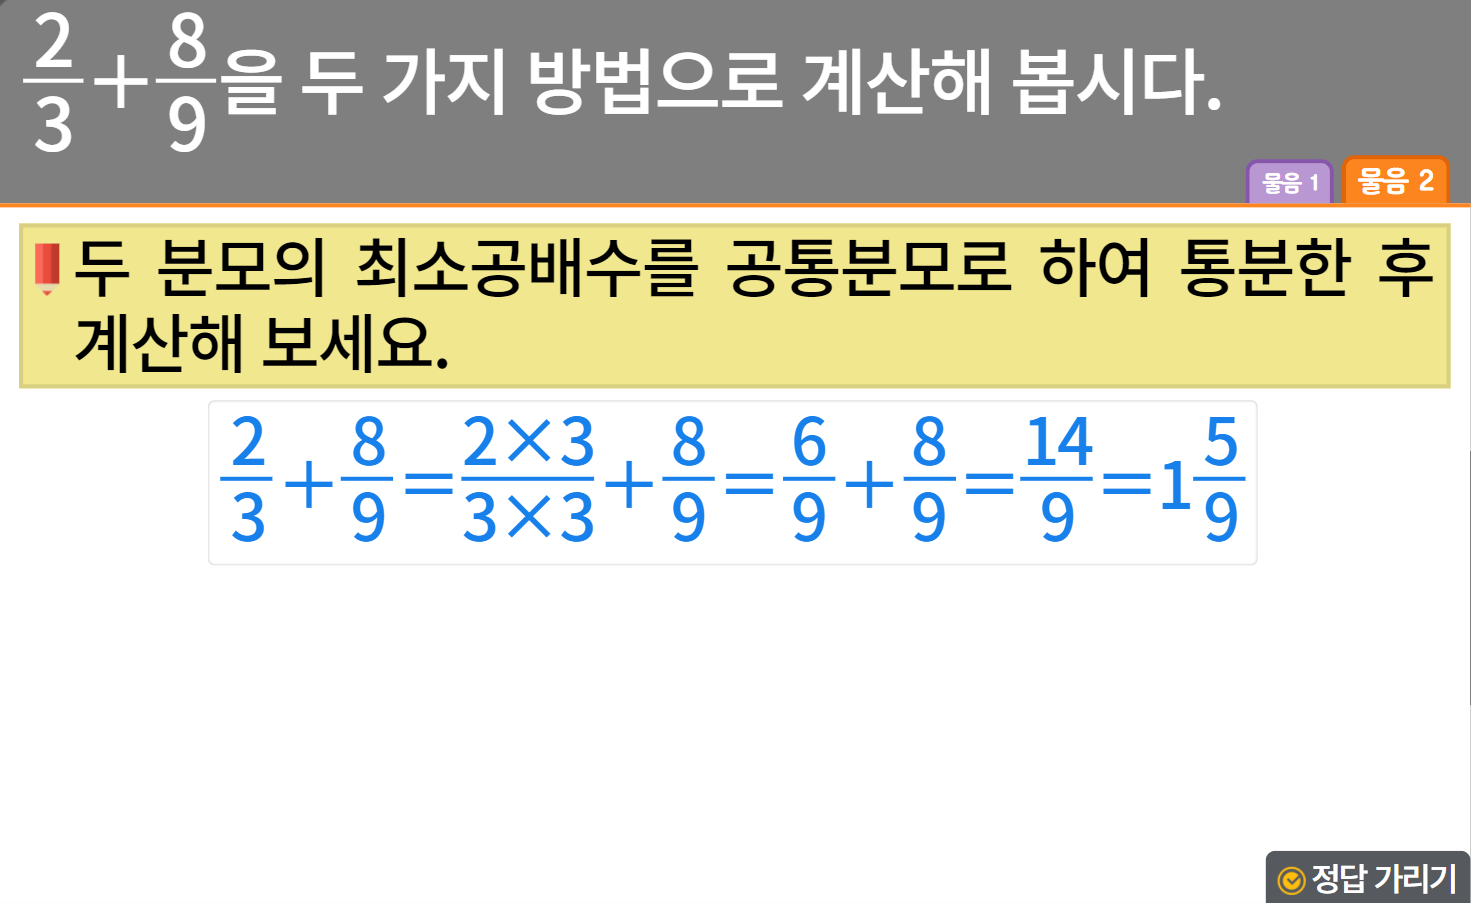 2/3+8/9을 두 가지 방법으로 계산해 봅시다.
물음 1 물음 2
두 분모의 최소공배수를 공통분모로 하여 통분한 후
계산해 보세요.
2/3+8/9=2×3/3×3+8/9=6/9+8/9=14/9=1 5/9
정답 가리기